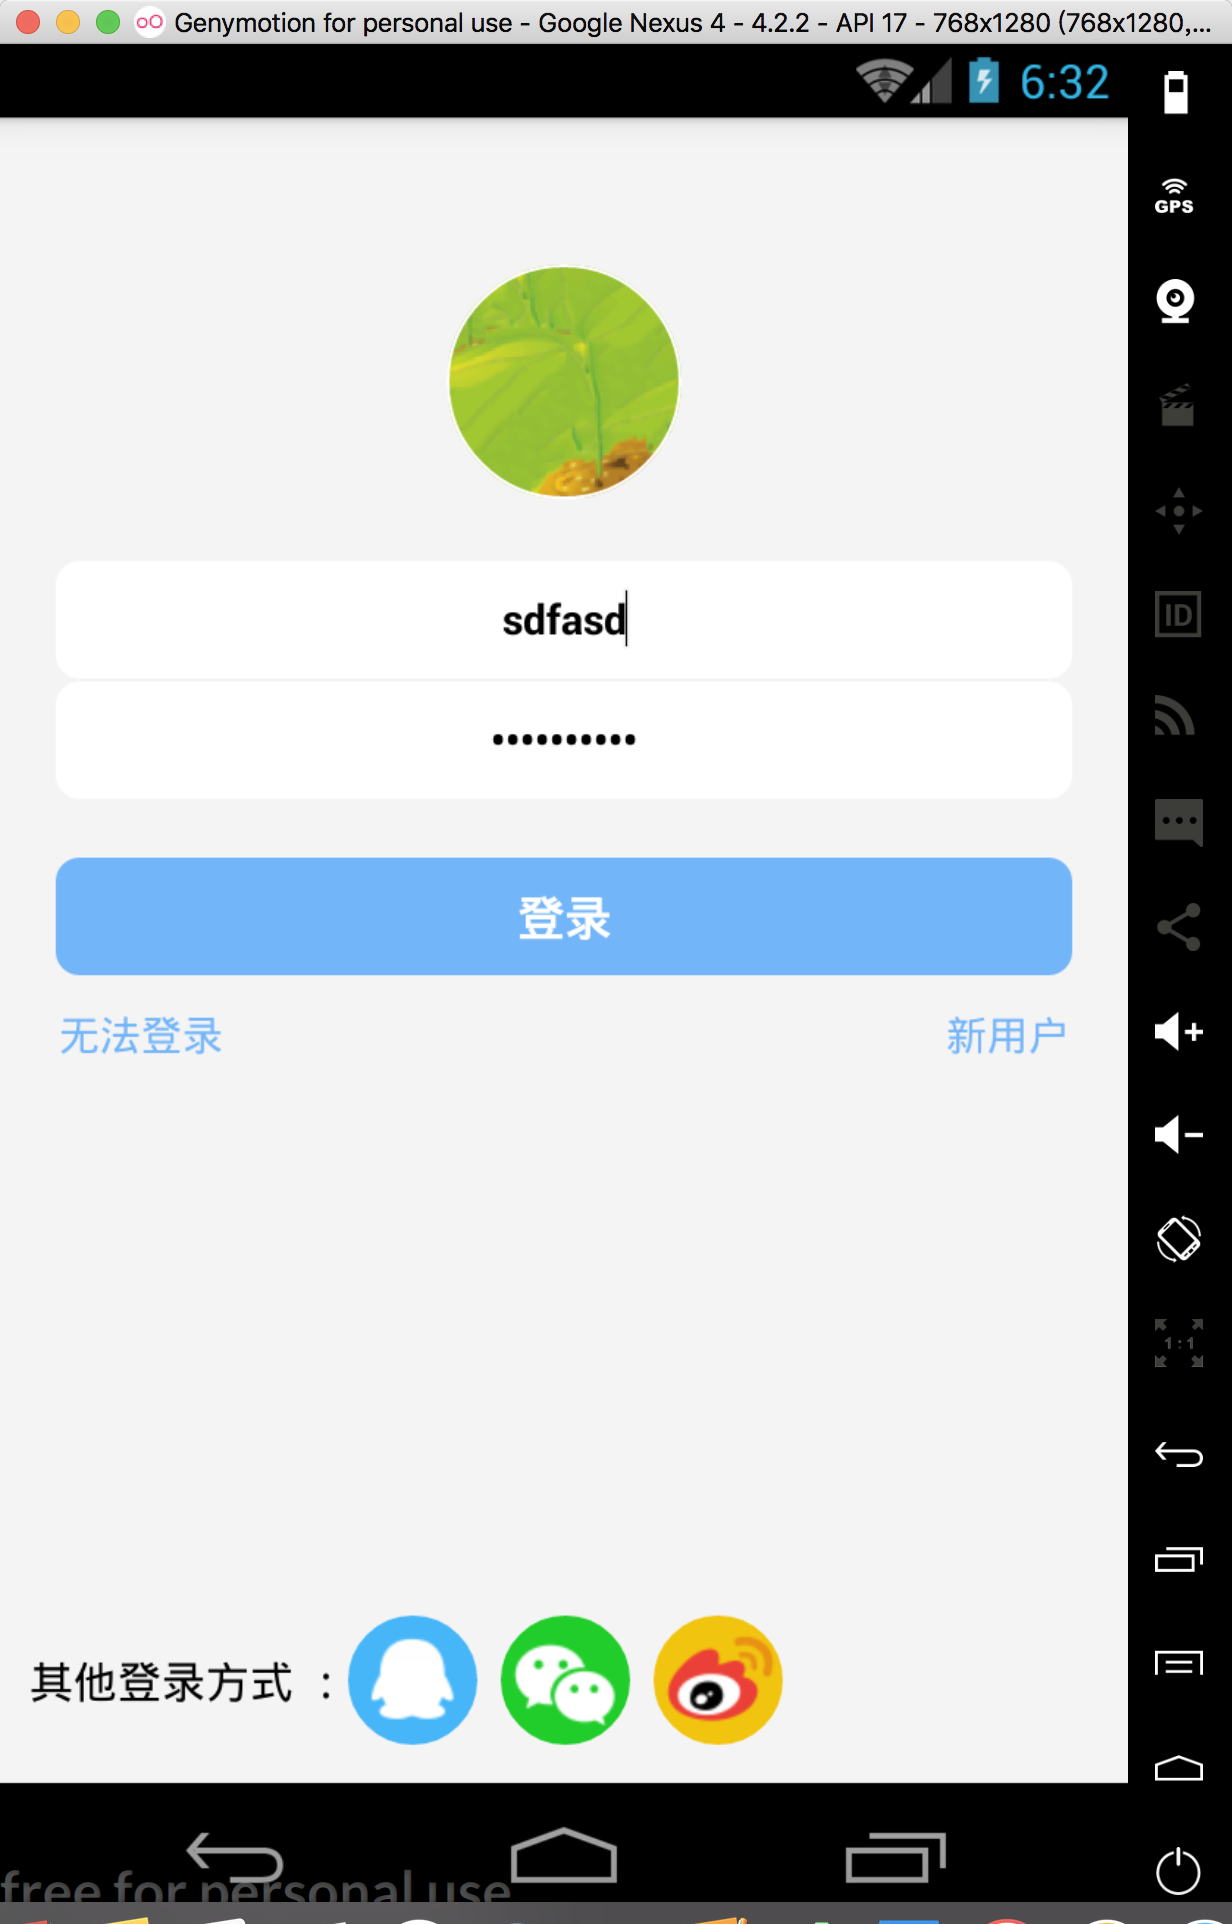 Genymotion for personal use - Google Nexus 4 - 4.2.2 - API 17 - 768x1280 (768x1280,...
6:32
GPS
sdfasd
••••••••••
ID
登录
无法登录
新用户
1:1
其他登录方式 :
free for personal use